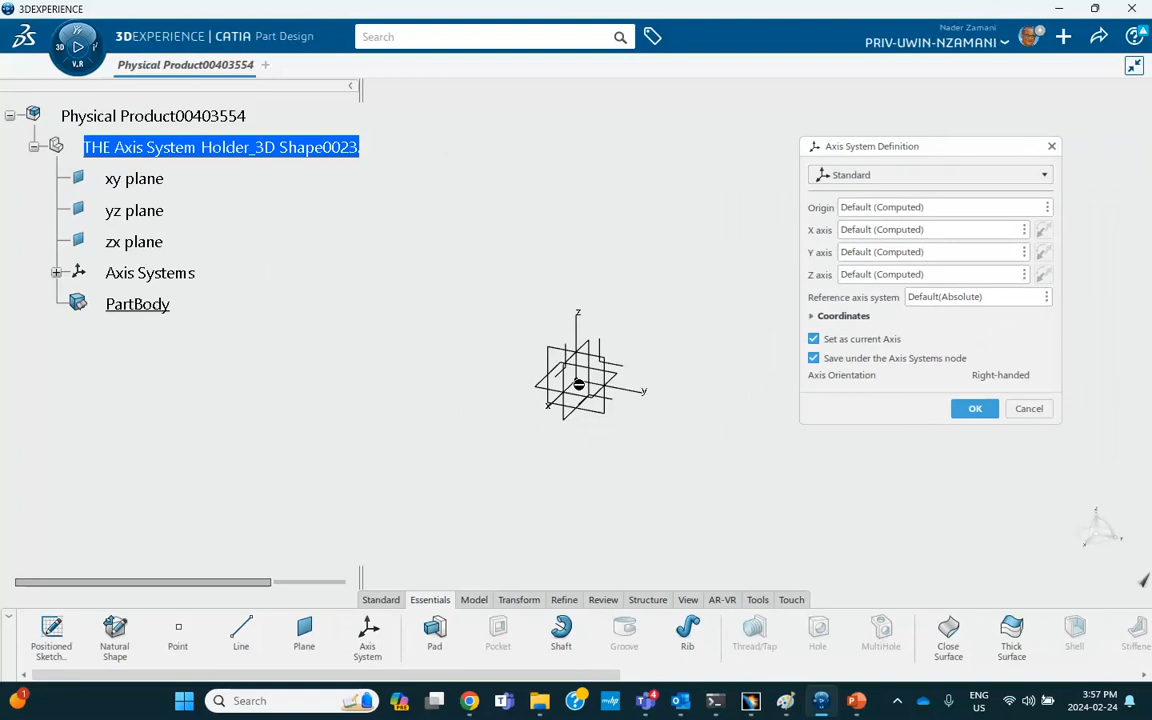 3DEXPERIENCE
3DEXPERIENCE | CATIA Part Design
Search
Nader Zamani
PRIV-UWIN-NZAMANI
3D
V.R
Physical Product00403554
Physical Product00403554
THE Axis System Holder_3D Shape0023
xy plane
yz plane
zx plane
Axis Systems
PartBody
z
y
x
Axis System Definition
Standard
Origin Default (Computed)
X axis Default (Computed)
Y axis Default (Computed)
Z axis Default (Computed)
Reference axis system Default(Absolute)
Coordinates
Set as current Axis
Save under the Axis Systems node
Axis Orientation Right-handed
OK Cancel
Standard Essentials Model Transform Refine Review Structure View AR-VR Tools Touch
Positioned Sketch...
Natural Shape
Point
Line
Plane
Axis System
Pad
Pocket
Shaft
Groove
Rib
Thread/Tap
Hole
MultiHole
Close Surface
Thick Surface
Shell
Stiffene
1
Search
4
ENG US
3:57 PM
2024-02-24